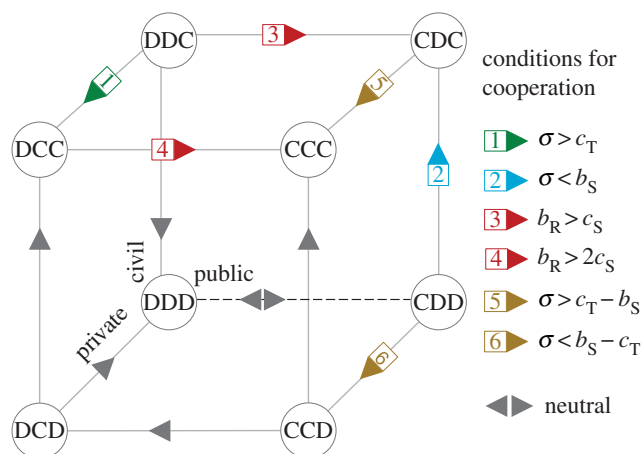 DDC
3
CDC
1
5
DCC
4
CCC
2
civil
public
DDD
CDD
private
6
DCD
CCD
conditions for
cooperation
1 σ > c_T
2 σ < b_S
3 b_R > c_S
4 b_R > 2c_S
5 σ > c_T − b_S
6 σ < b_S − c_T
neutral